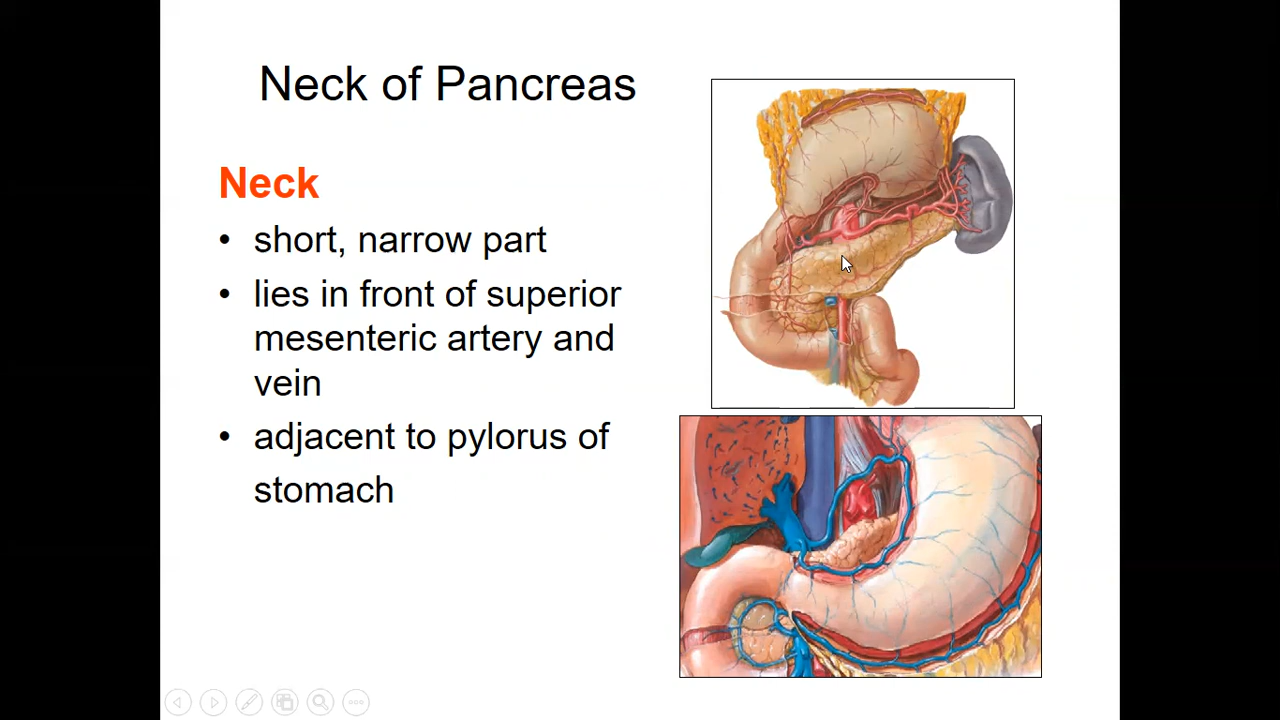 Neck of Pancreas
Neck
• short, narrow part
• lies in front of superior
mesenteric artery and
vein
• adjacent to pylorus of
stomach